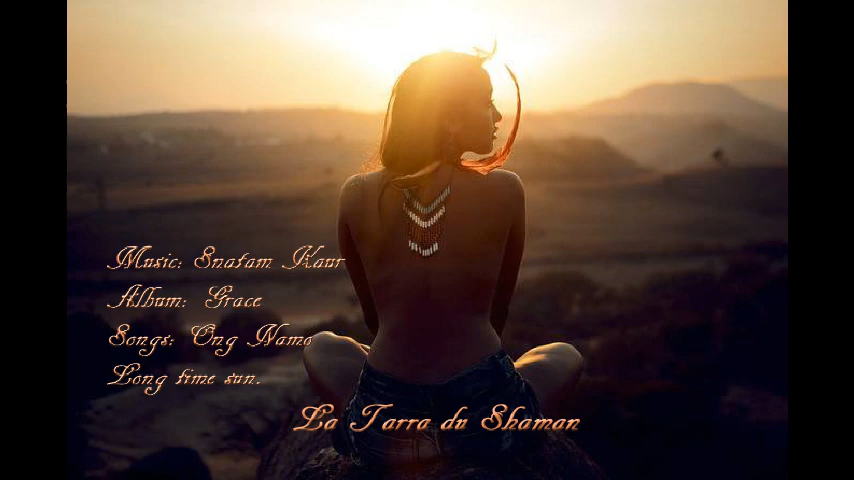 Music: Snatam Kaur
Album: Grace
Songs: Ong Namo
Long time sun.
La Tarra du Shaman